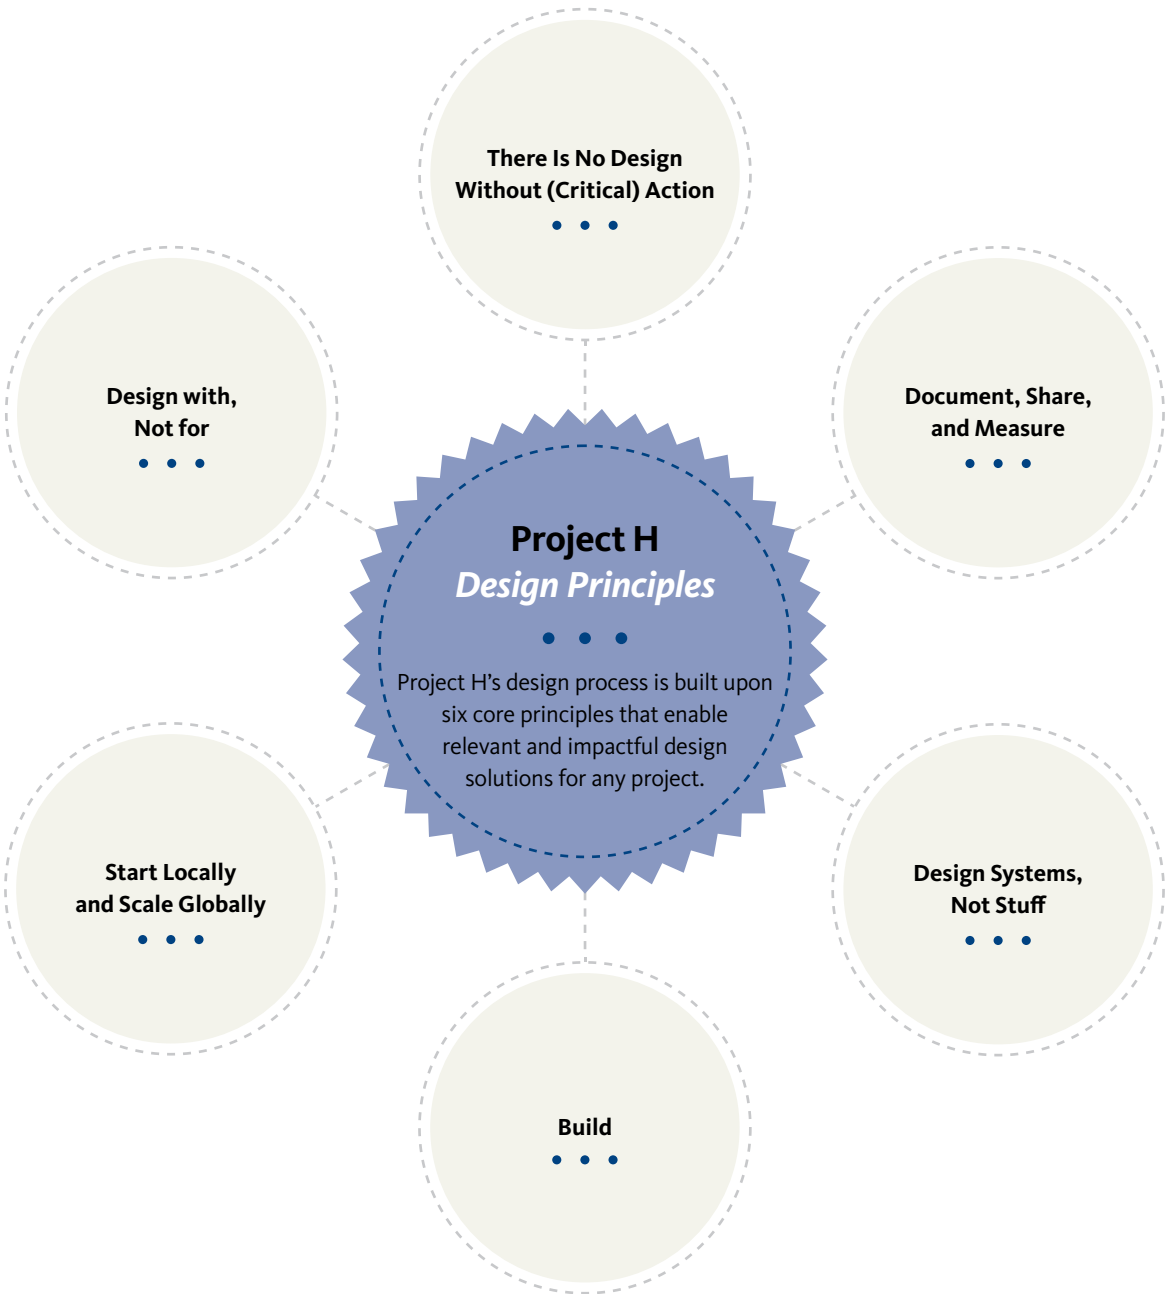 There Is No Design
Without (Critical) Action
Design with,
Not for
Document, Share,
and Measure
Project H
Design Principles
Project H’s design process is built upon
six core principles that enable
relevant and impactful design
solutions for any project.
Start Locally
and Scale Globally
Design Systems,
Not Stuff
Build